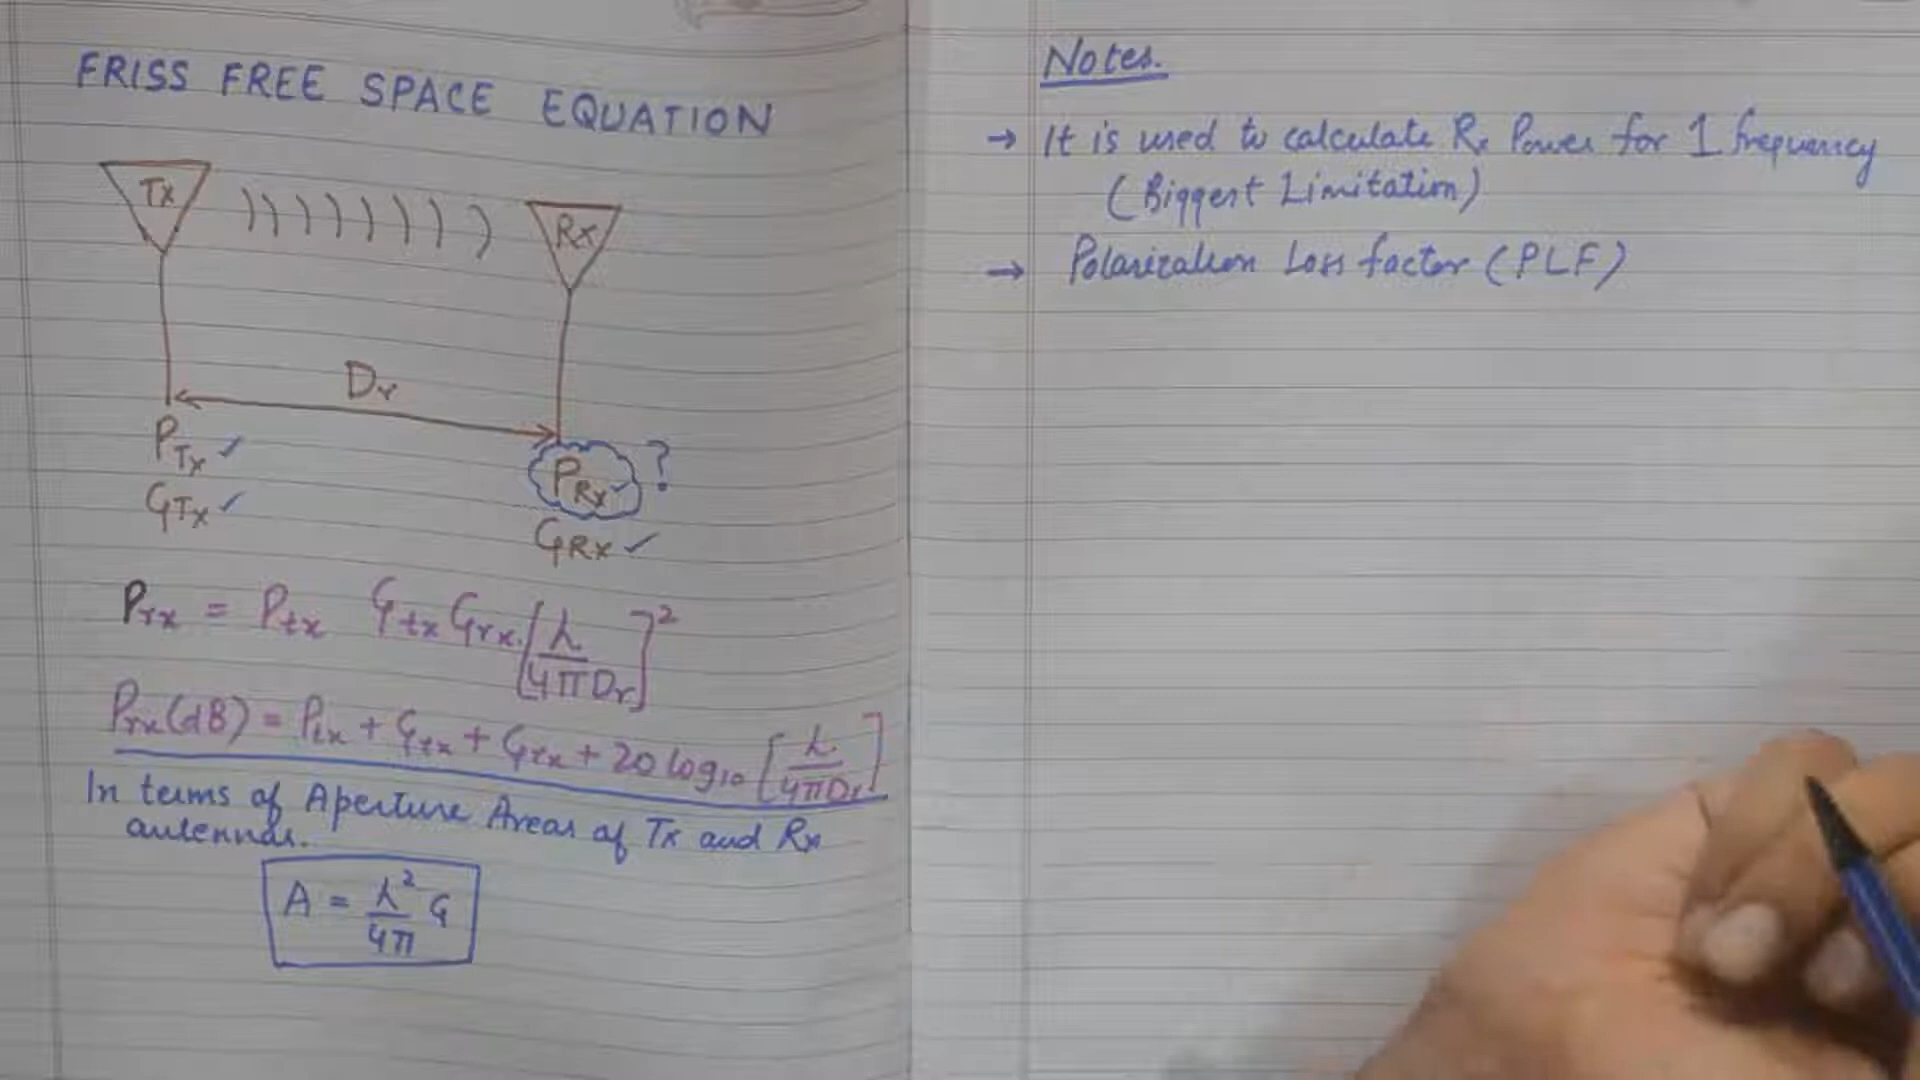 FRISS FREE SPACE EQUATION
Tx )))))))) Rx
Dr
PTx ✓
GTx ✓
PRx ✓ ?
GRx ✓
Prx = Ptx Gtx Grx. [λ/4πDr]²
Prx(dB) = Ptx + Gtx + Grx + 20 log10 [λ/4πDr]
In terms of Aperture Areas of Tx and Rx
antennas.
A = λ²/4π G
Notes.
→ It is used to calculate Rx Power for 1 frequency
(Biggest Limitation)
→ Polarization Loss factor (PLF)